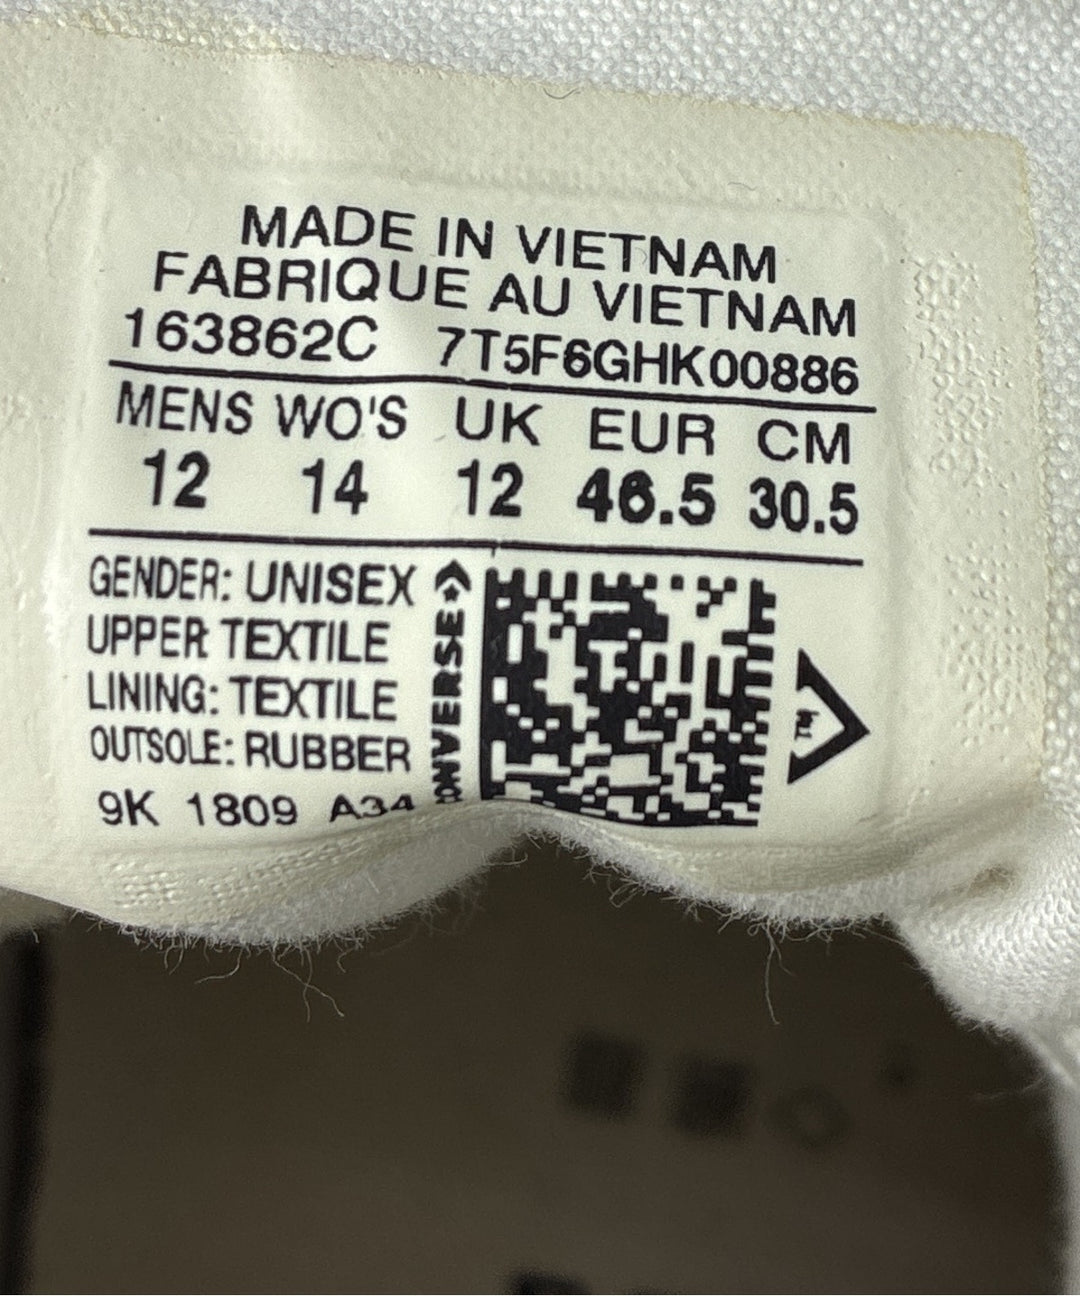 MADE IN VIETNAM
FABRIQUE AU VIETNAM
163862C 7T5F6GHK00886
MENS WO'S UK EUR CM
12 14 12 46.5 30.5
GENDER: UNISEX
UPPER: TEXTILE
LINING: TEXTILE
OUTSOLE: RUBBER
9K 1809 A34
CONVERSE